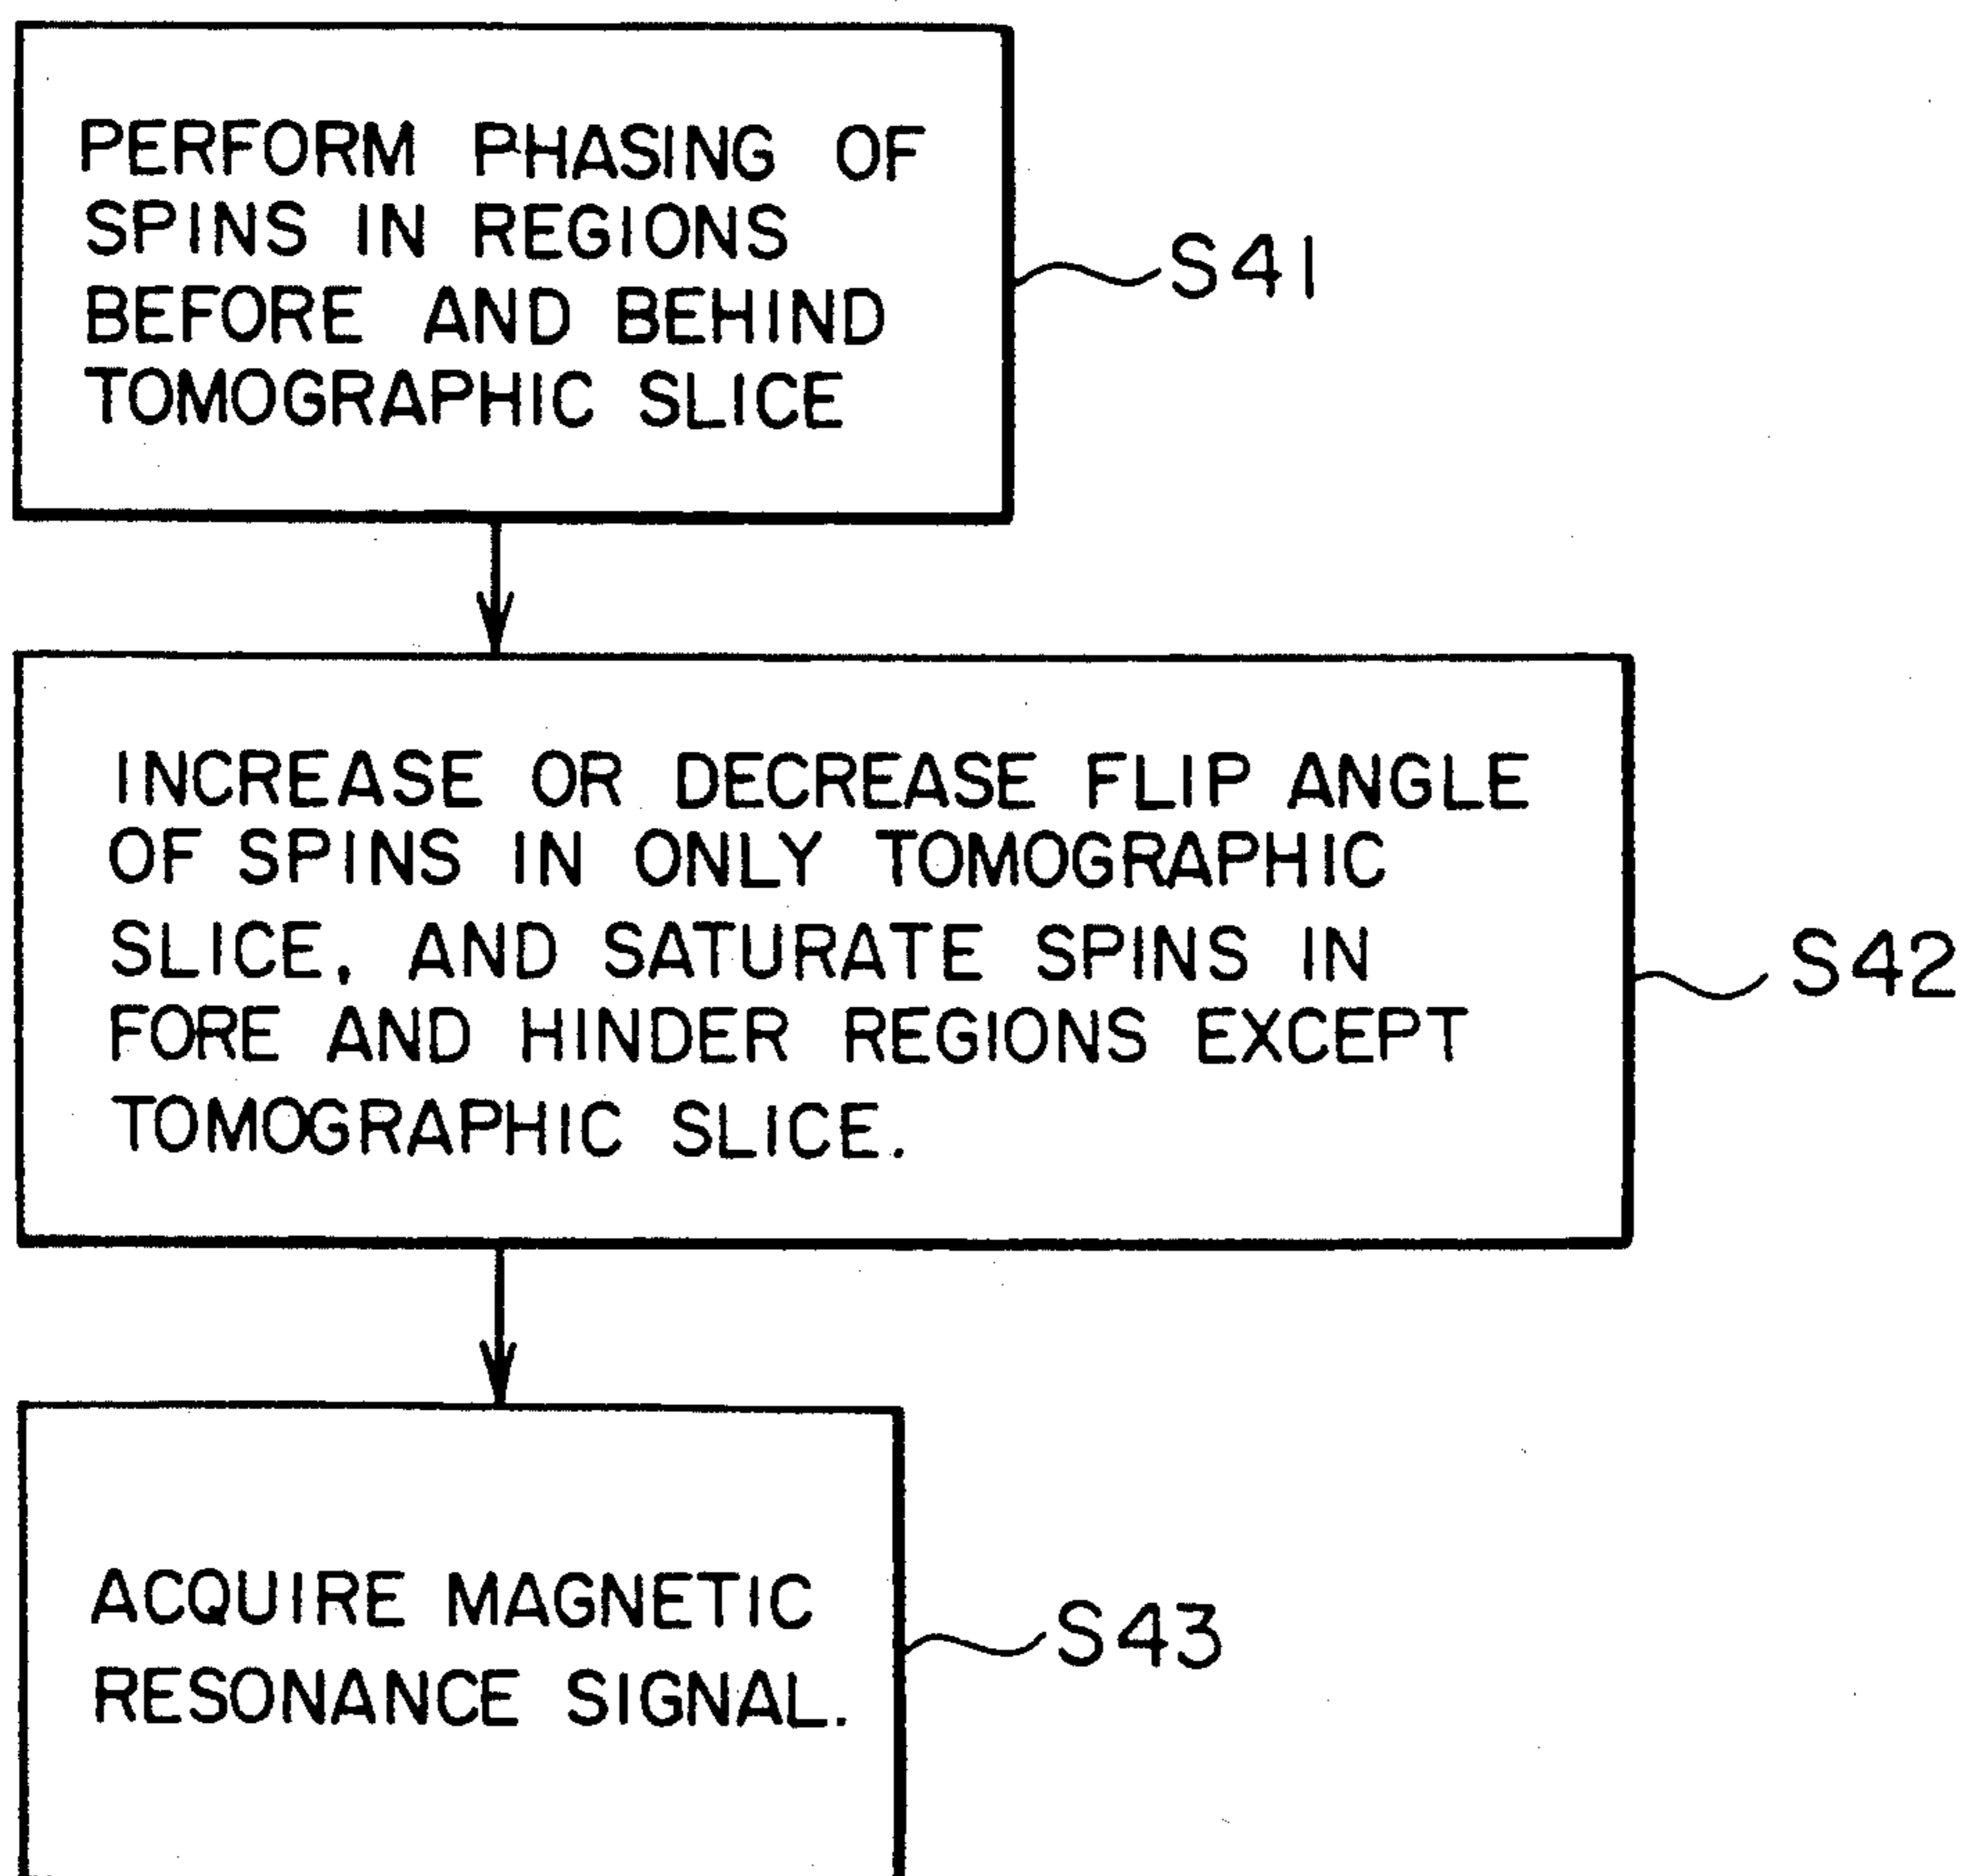 PERFORM PHASING OF
SPINS IN REGIONS
BEFORE AND BEHIND
TOMOGRAPHIC SLICE
S41
INCREASE OR DECREASE FLIP ANGLE
OF SPINS IN ONLY TOMOGRAPHIC
SLICE, AND SATURATE SPINS IN
FORE AND HINDER REGIONS EXCEPT
TOMOGRAPHIC SLICE.
S42
ACQUIRE MAGNETIC
RESONANCE SIGNAL.
S43